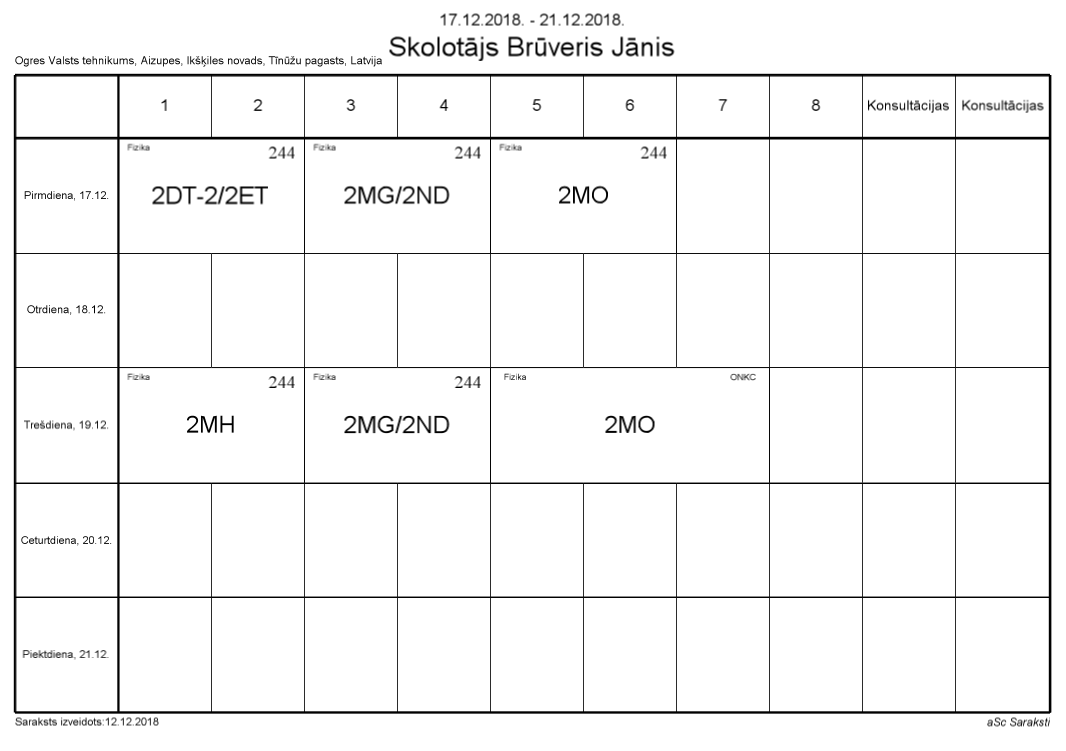 17.12.2018. - 21.12.2018.
Skolotājs Brūveris Jānis
Ogres Valsts tehnikums, Aizupes, Ikšķiles novads, Tīnūžu pagasts, Latvija
1 2 3 4 5 6 7 8 Konsultācijas Konsultācijas
Fizika 244 Fizika 244 Fizika 244
Pirmdiena, 17.12. 2DT-2/2ET 2MG/2ND 2MO
Otrdiena, 18.12.
Fizika 244 Fizika 244 Fizika ONKC
Trešdiena, 19.12. 2MH 2MG/2ND 2MO
Ceturtdiena, 20.12.
Piektdiena, 21.12.
Saraksts izveidots:12.12.2018 aSc Saraksti